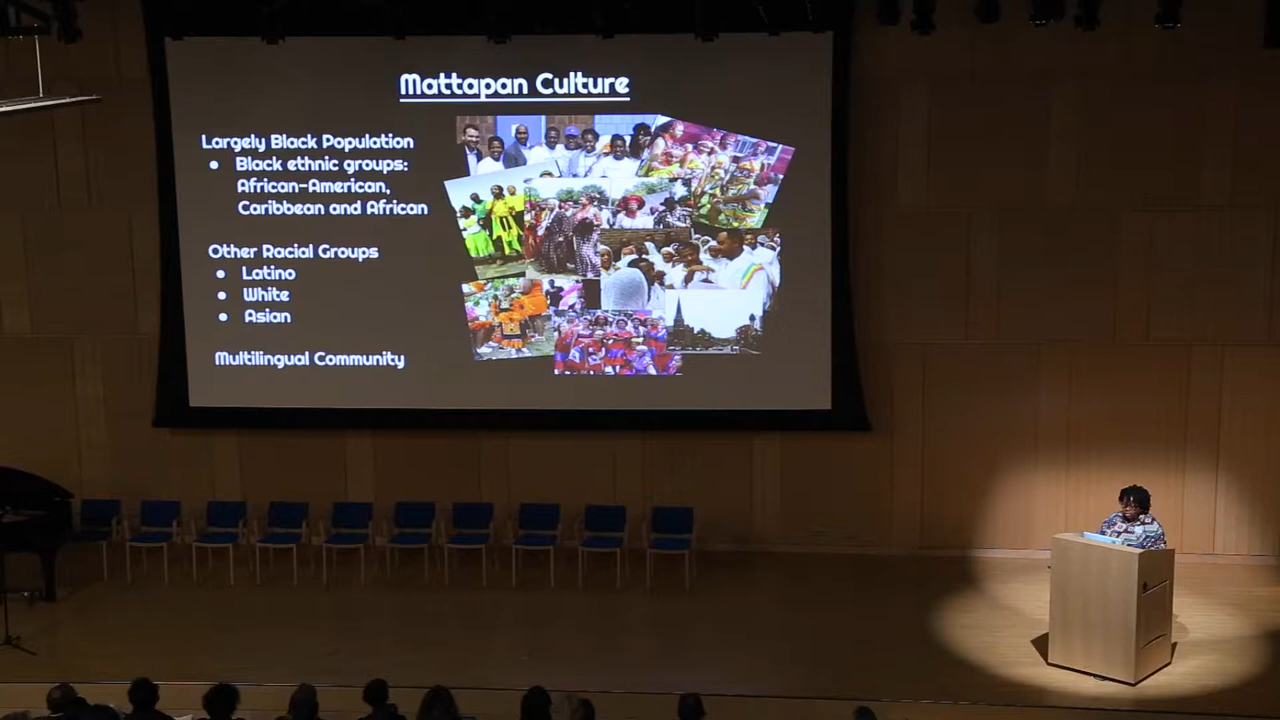 Mattapan Culture
Largely Black Population
• Black ethnic groups:
African-American,
Caribbean and African
Other Racial Groups
• Latino
• White
• Asian
Multilingual Community